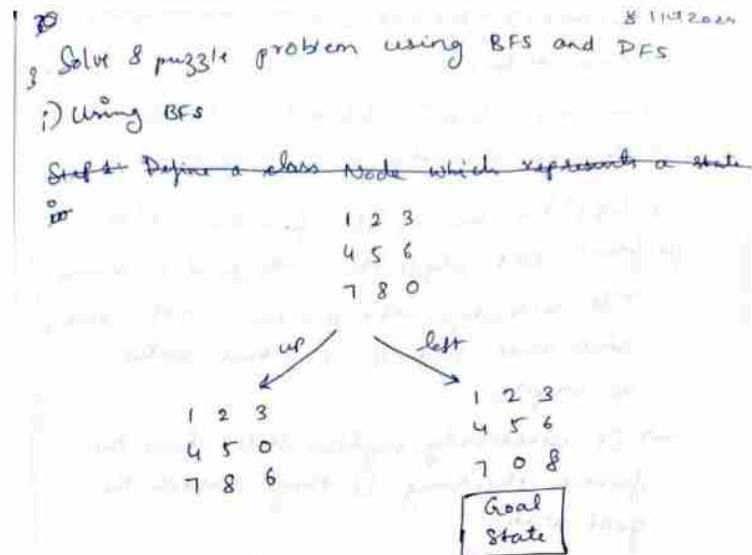 8 11 2024
3 Solve 8 puzzle problem using BFS and DFS
i) Using BFS
Step 1: Define a class Node which represents a state
in
1 2 3
4 5 6
7 8 0
up left
1 2 3 1 2 3
4 5 0 4 5 6
7 8 6 7 0 8
Goal
State